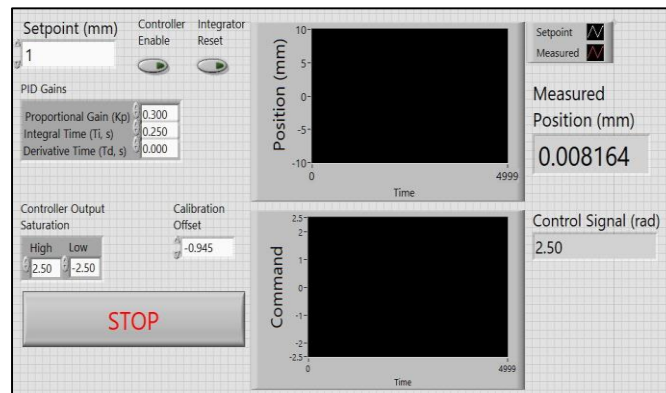 Setpoint (mm)
1
Controller
Enable
Integrator
Reset
PID Gains
Proportional Gain (Kp) 0.300
Integral Time (Ti, s) 0.250
Derivative Time (Td, s) 0.000
Controller Output
Saturation
High Low
2.50 -2.50
Calibration
Offset
-0.945
STOP
Position (mm)
10-
5-
0-
-5-
-10-
0 4999
Time
Command
2.5-
2-
1-
0-
-1-
-2-
-2.5-
0 4999
Time
Setpoint
Measured
Measured
Position (mm)
0.008164
Control Signal (rad)
2.50